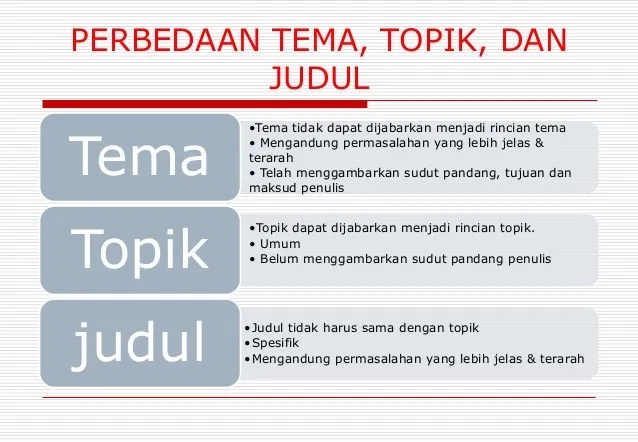 PERBEDAAN TEMA, TOPIK, DAN
JUDUL
Tema
•Tema tidak dapat dijabarkan menjadi rincian tema
• Mengandung permasalahan yang lebih jelas &
terarah
• Telah menggambarkan sudut pandang, tujuan dan
maksud penulis
Topik
•Topik dapat dijabarkan menjadi rincian topik.
• Umum
• Belum menggambarkan sudut pandang penulis
judul
•Judul tidak harus sama dengan topik
•Spesifik
•Mengandung permasalahan yang lebih jelas & terarah